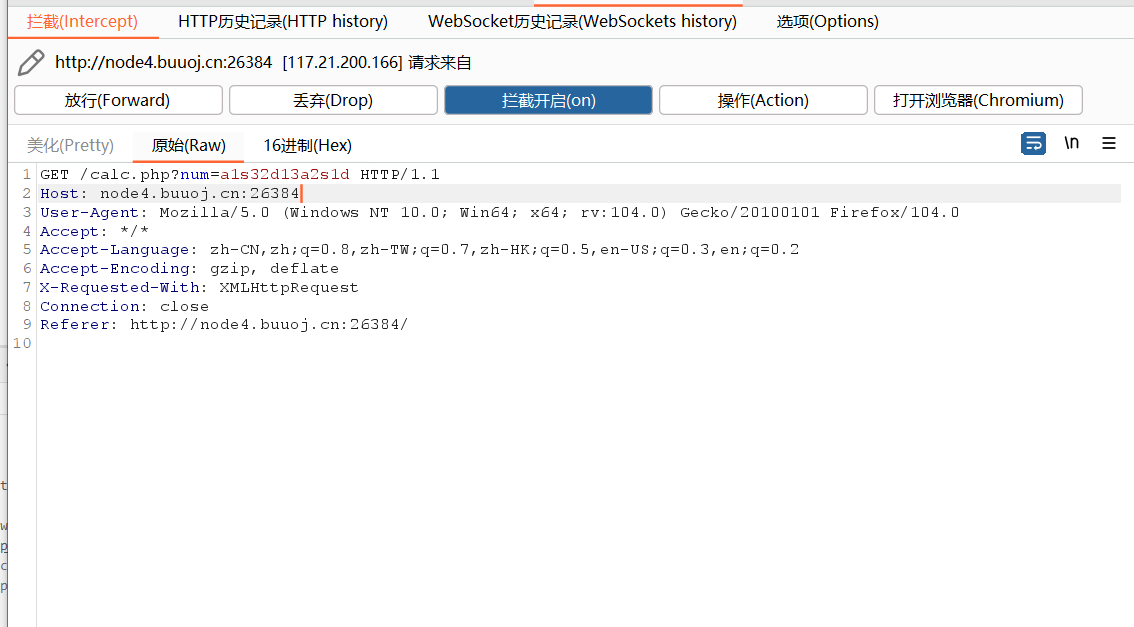 拦截(Intercept) HTTP历史记录(HTTP history) WebSocket历史记录(WebSockets history) 选项(Options)
http://node4.buuoj.cn:26384 [117.21.200.166] 请求来自
放行(Forward) 丢弃(Drop) 拦截开启(on) 操作(Action) 打开浏览器(Chromium)
美化(Pretty) 原始(Raw) 16进制(Hex) \n
1 GET /calc.php?num=a1s32d13a2s1d HTTP/1.1
2 Host: node4.buuoj.cn:26384
3 User-Agent: Mozilla/5.0 (Windows NT 10.0; Win64; x64; rv:104.0) Gecko/20100101 Firefox/104.0
4 Accept: */*
5 Accept-Language: zh-CN,zh;q=0.8,zh-TW;q=0.7,zh-HK;q=0.5,en-US;q=0.3,en;q=0.2
6 Accept-Encoding: gzip, deflate
7 X-Requested-With: XMLHttpRequest
8 Connection: close
9 Referer: http://node4.buuoj.cn:26384/
10
t
w
p
c
p